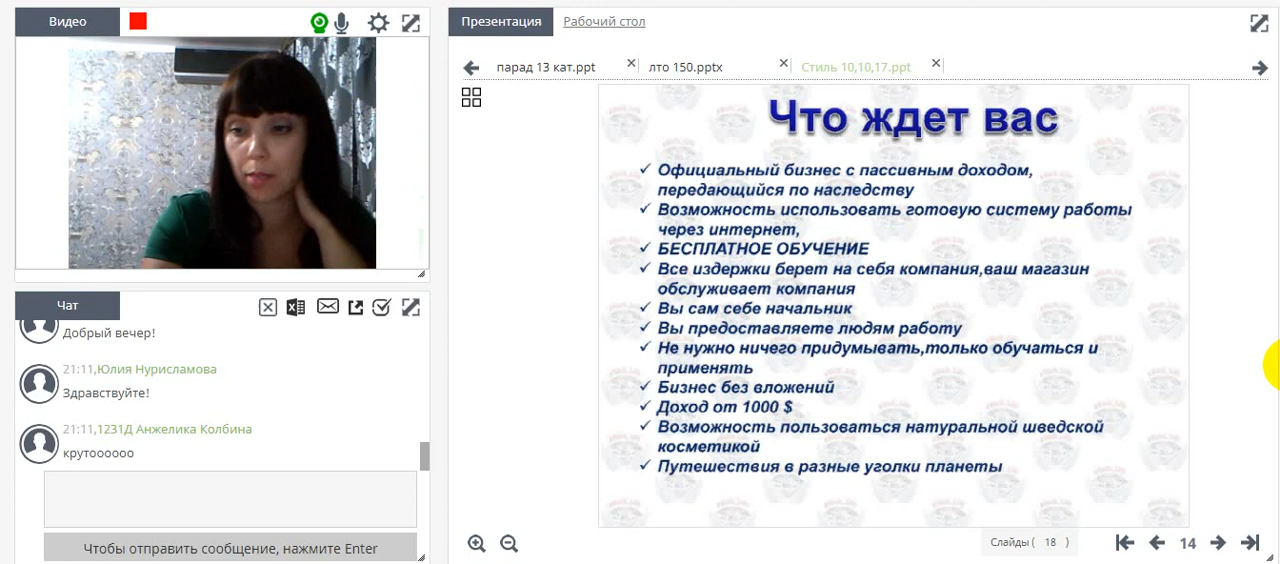 Видео
Презентация
Рабочий стол
парад 13 кат.ppt
лто 150.pptx
Стиль 10,10,17.ppt
Что ждет вас
Официальный бизнес с пассивным доходом,
передающийся по наследству
Возможность использовать готовую систему работы
через интернет,
БЕСПЛАТНОЕ ОБУЧЕНИЕ
Все издержки берет на себя компания,ваш магазин
обслуживает компания
Вы сам себе начальник
Вы предоставляете людям работу
Не нужно ничего придумывать,только обучаться и
применять
Бизнес без вложений
Доход от 1000 $
Возможность пользоваться натуральной шведской
косметикой
Путешествия в разные уголки планеты
Чат
Добрый вечер!
21:11,Юлия Нурисламова
Здравствуйте!
21:11,1231Д Анжелика Колбина
крутоооооо
Чтобы отправить сообщение, нажмите Enter
Слайды ( 18 )
14